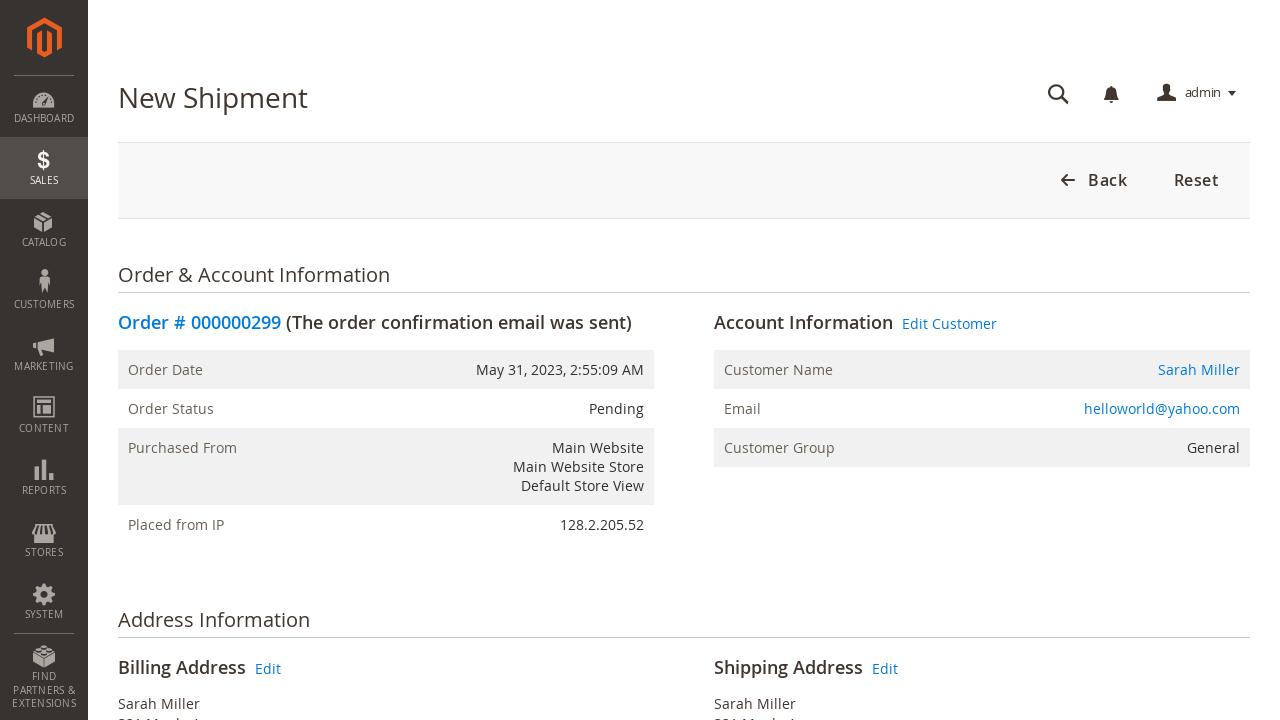 New Shipment
admin
DASHBOARD
SALES
CATALOG
CUSTOMERS
MARKETING
CONTENT
REPORTS
STORES
SYSTEM
FIND
PARTNERS &
EXTENSIONS
Back
Reset
Order & Account Information
Order # 000000299 (The order confirmation email was sent)
Order Date May 31, 2023, 2:55:09 AM
Order Status Pending
Purchased From Main Website
Main Website Store
Default Store View
Placed from IP 128.2.205.52
Account Information Edit Customer
Customer Name Sarah Miller
Email helloworld@yahoo.com
Customer Group General
Address Information
Billing Address Edit
Sarah Miller
Shipping Address Edit
Sarah Miller